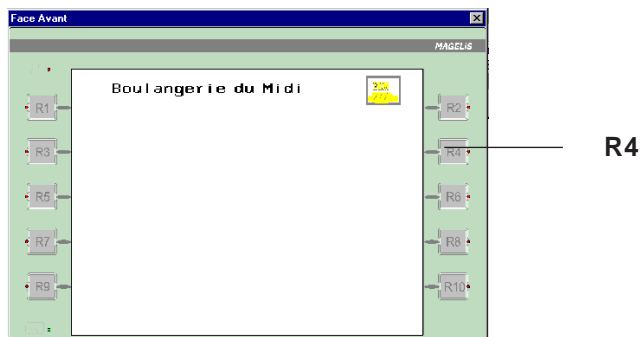 Face Avant
MAGELIS
Boulangerie du Midi
R1
R2
R3
R4
R4
R5
R6
R7
R8
R9
R10